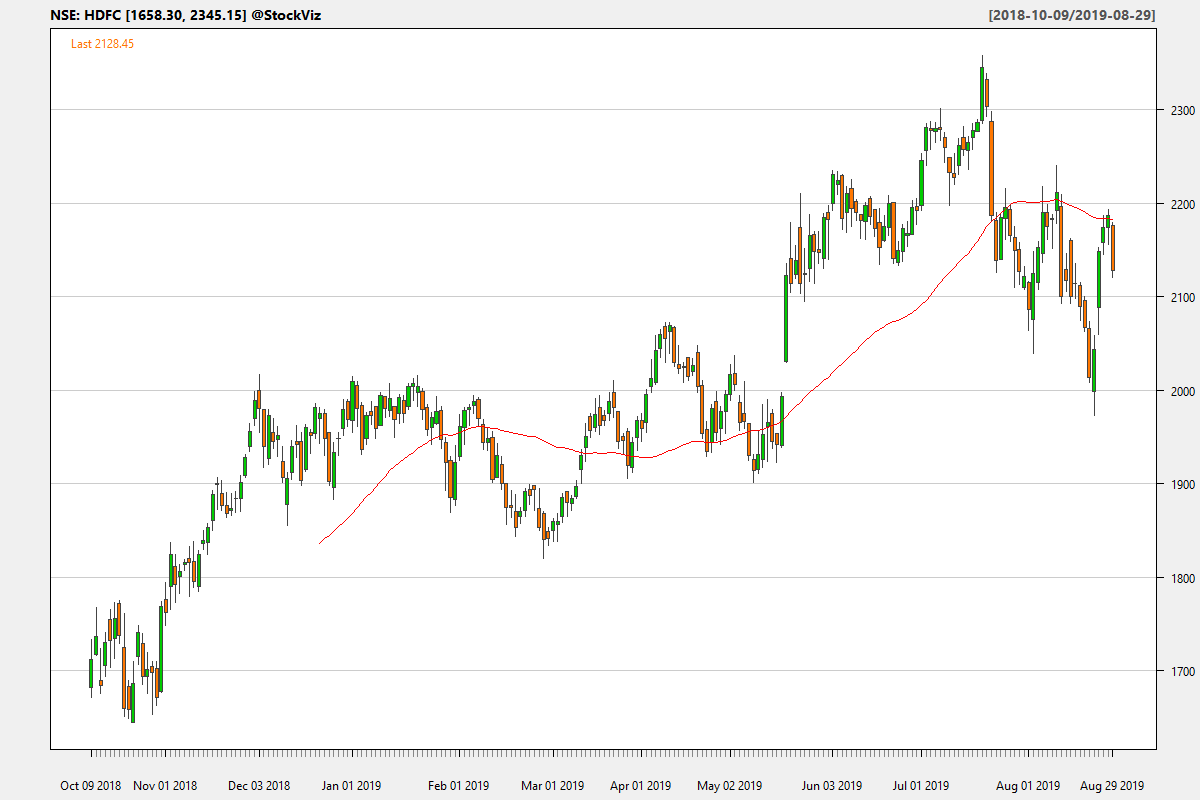 NSE: HDFC [1658.30, 2345.15] @StockViz
[2018-10-09/2019-08-29]
Last 2128.45
2300
2200
2100
2000
1900
1800
1700
Oct 09 2018 Nov 01 2018 Dec 03 2018 Jan 01 2019 Feb 01 2019 Mar 01 2019 Apr 01 2019 May 02 2019 Jun 03 2019 Jul 01 2019 Aug 01 2019 Aug 29 2019